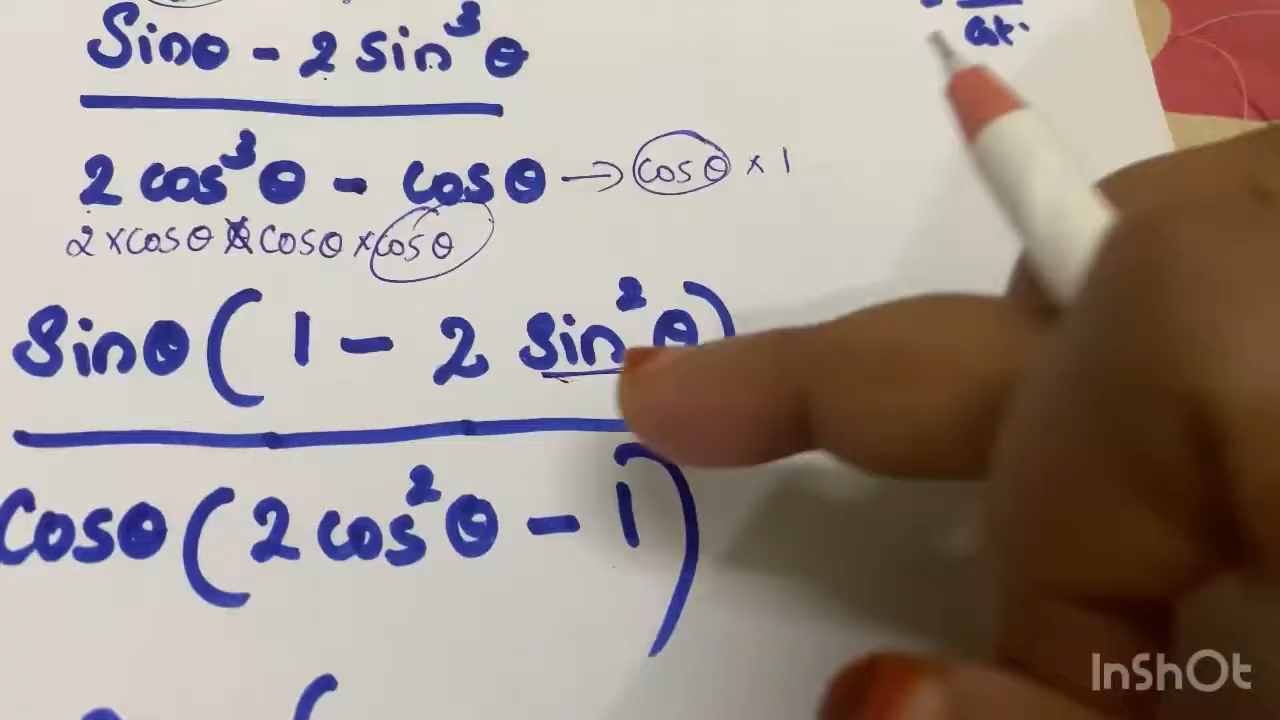 Sinθ - 2 sin³θ
2 cos³θ - cosθ → cosθ × 1
2 × cosθ × cosθ × cosθ
Sinθ ( 1 - 2 sin²θ )
Cosθ ( 2 cos²θ - 1 )
(
InShOt